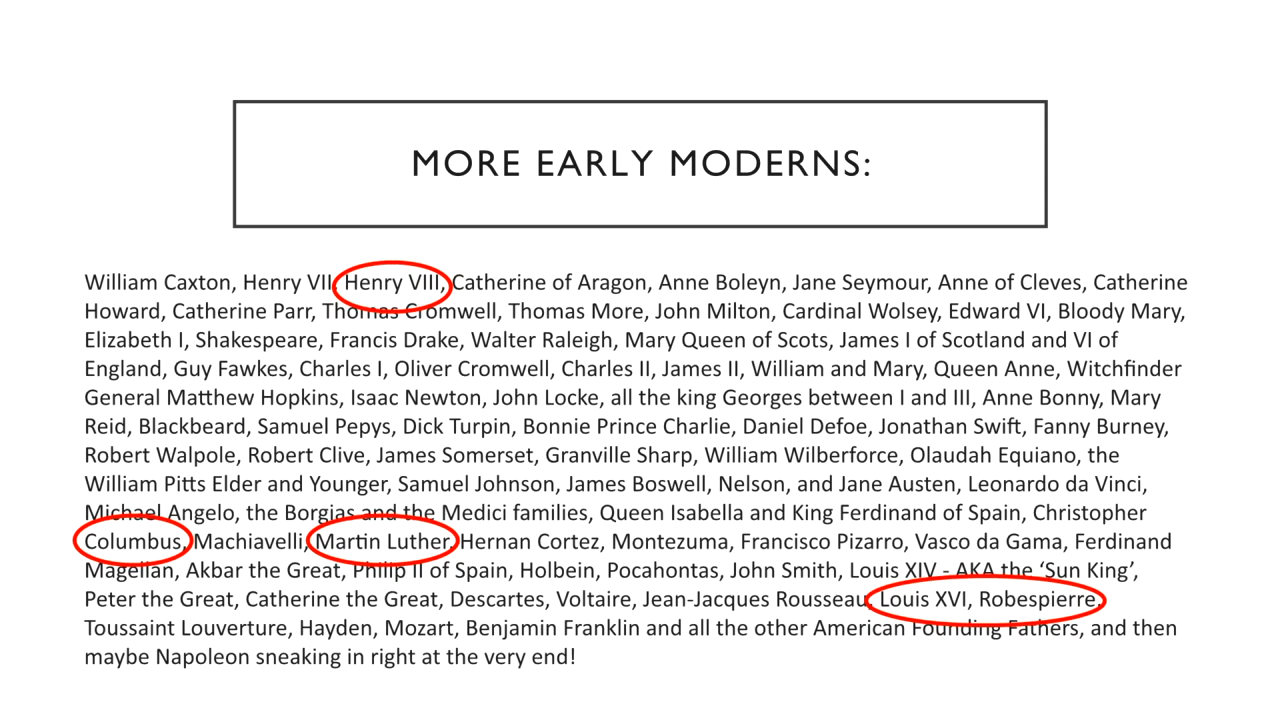 MORE EARLY MODERNS:
William Caxton, Henry VII, Henry VIII, Catherine of Aragon, Anne Boleyn, Jane Seymour, Anne of Cleves, Catherine
Howard, Catherine Parr, Thomas Cromwell, Thomas More, John Milton, Cardinal Wolsey, Edward VI, Bloody Mary,
Elizabeth I, Shakespeare, Francis Drake, Walter Raleigh, Mary Queen of Scots, James I of Scotland and VI of
England, Guy Fawkes, Charles I, Oliver Cromwell, Charles II, James II, William and Mary, Queen Anne, Witchfinder
General Matthew Hopkins, Isaac Newton, John Locke, all the king Georges between I and III, Anne Bonny, Mary
Reid, Blackbeard, Samuel Pepys, Dick Turpin, Bonnie Prince Charlie, Daniel Defoe, Jonathan Swift, Fanny Burney,
Robert Walpole, Robert Clive, James Somerset, Granville Sharp, William Wilberforce, Olaudah Equiano, the
William Pitts Elder and Younger, Samuel Johnson, James Boswell, Nelson, and Jane Austen, Leonardo da Vinci,
Michael Angelo, the Borgias and the Medici families, Queen Isabella and King Ferdinand of Spain, Christopher
Columbus, Machiavelli, Martin Luther, Hernan Cortez, Montezuma, Francisco Pizarro, Vasco da Gama, Ferdinand
Magellan, Akbar the Great, Philip II of Spain, Holbein, Pocahontas, John Smith, Louis XIV - AKA the ‘Sun King’,
Peter the Great, Catherine the Great, Descartes, Voltaire, Jean-Jacques Rousseau, Louis XVI, Robespierre,
Toussaint Louverture, Hayden, Mozart, Benjamin Franklin and all the other American Founding Fathers, and then
maybe Napoleon sneaking in right at the very end!